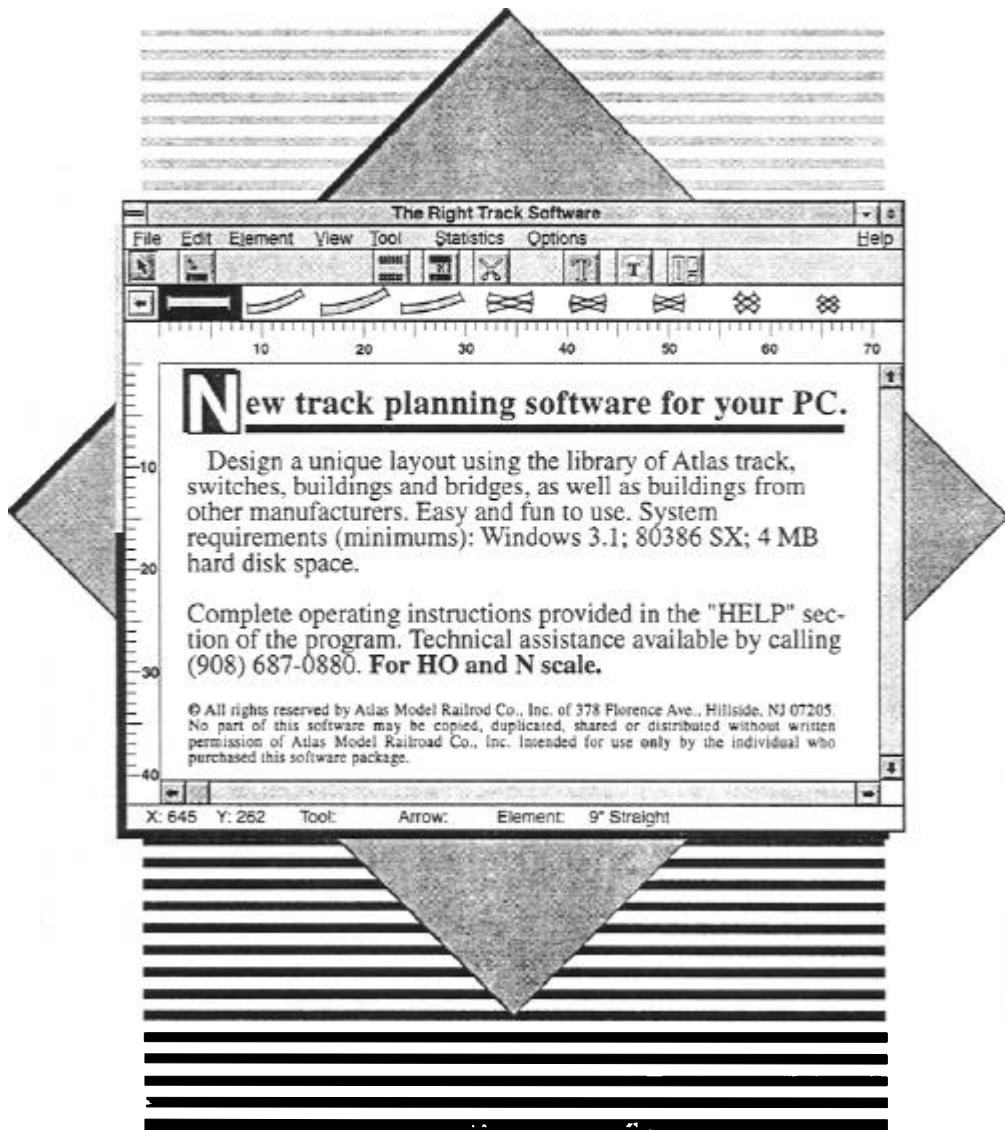 The Right Track Software
File Edit Element View Tool Statistics Options Help
T T
10 20 30 40 50 60 70
New track planning software for your PC.
10
Design a unique layout using the library of Atlas track,
switches, buildings and bridges, as well as buildings from
other manufacturers. Easy and fun to use. System
requirements (minimums): Windows 3.1; 80386 SX; 4 MB
hard disk space.
20
Complete operating instructions provided in the "HELP" sec-
tion of the program. Technical assistance available by calling
(908) 687-0880. For HO and N scale.
30
© All rights reserved by Atlas Model Railrod Co., Inc. of 378 Florence Ave., Hillside, NJ 07205.
No part of this software may be copied, duplicated, shared or distributed without written
permission of Atlas Model Railroad Co., Inc. Intended for use only by the individual who
purchased this software package.
40
X: 645 Y: 262 Tool: Arrow: Element: 9" Straight